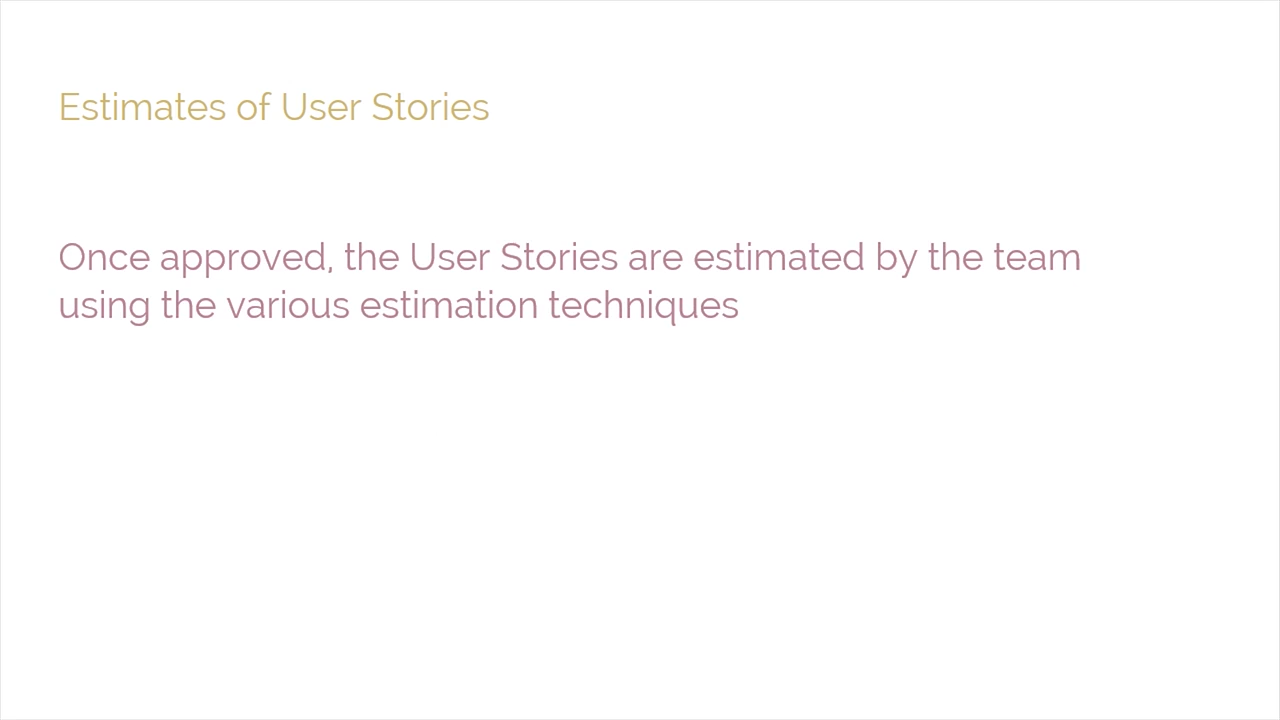 Estimates of User Stories
Once approved, the User Stories are estimated by the team
using the various estimation techniques